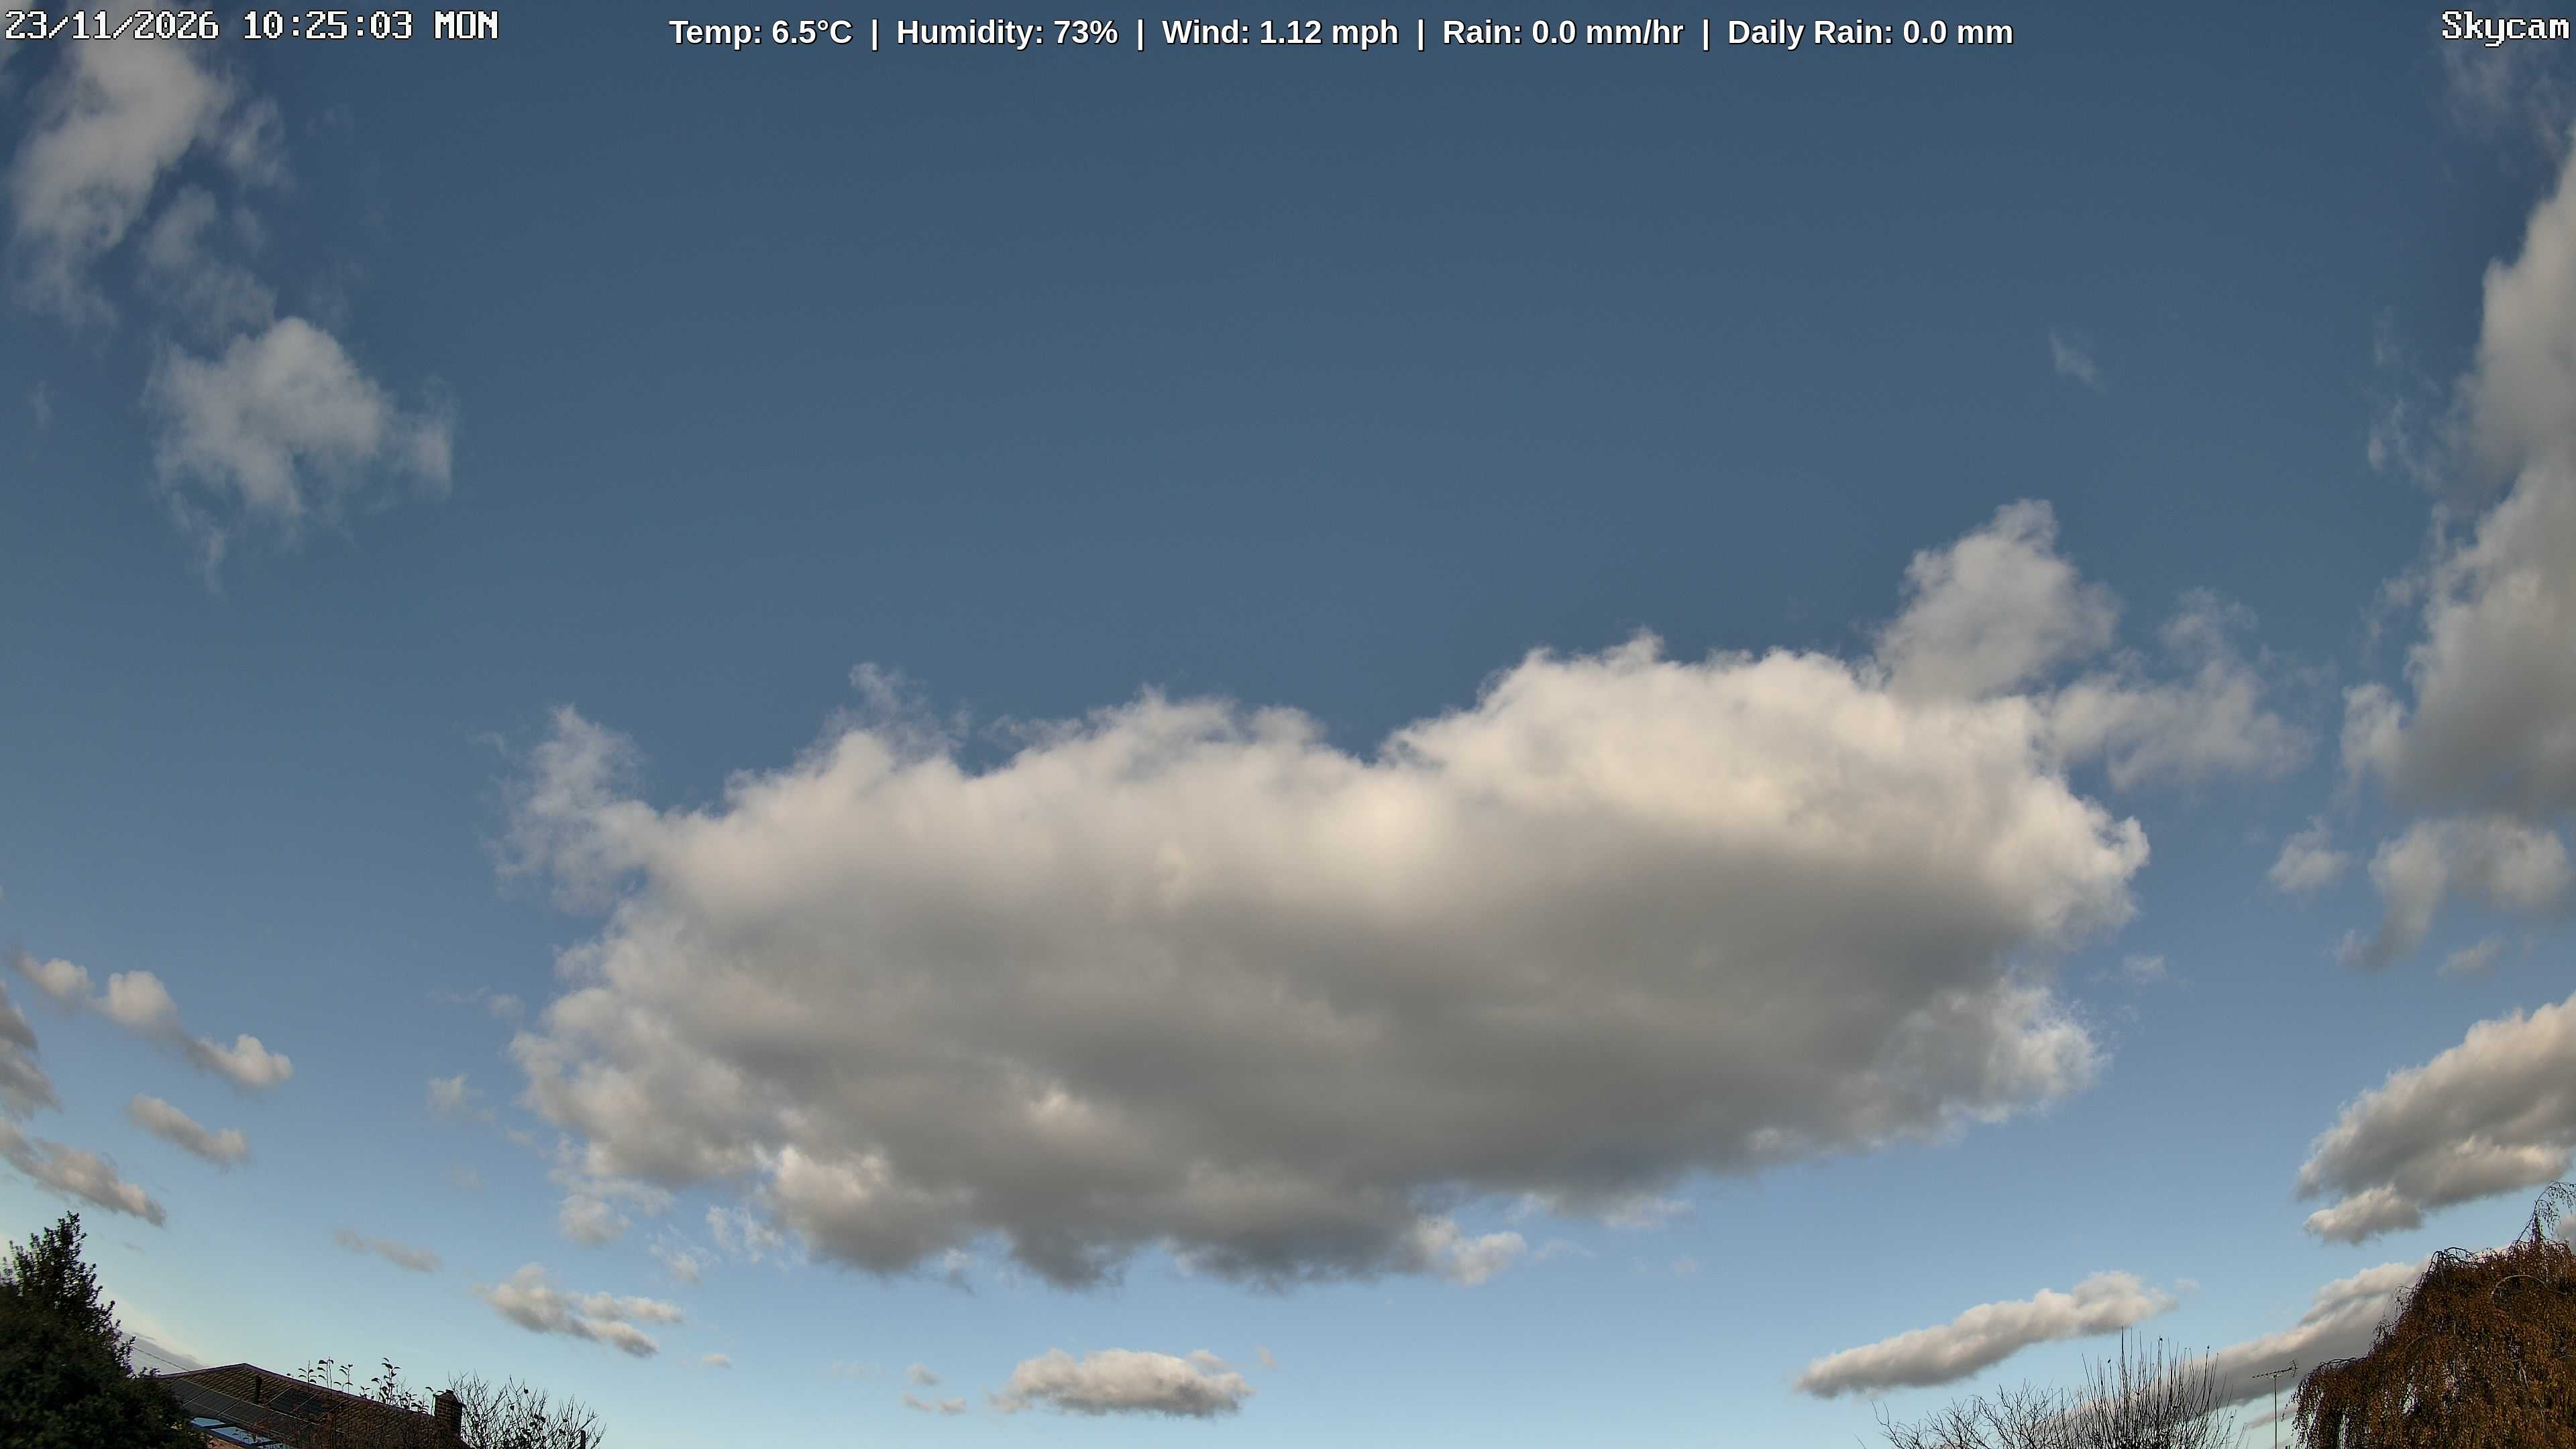 23/11/2026 10:25:03 MON
Temp: 6.5°C | Humidity: 73% | Wind: 1.12 mph | Rain: 0.0 mm/hr | Daily Rain: 0.0 mm
Skycam